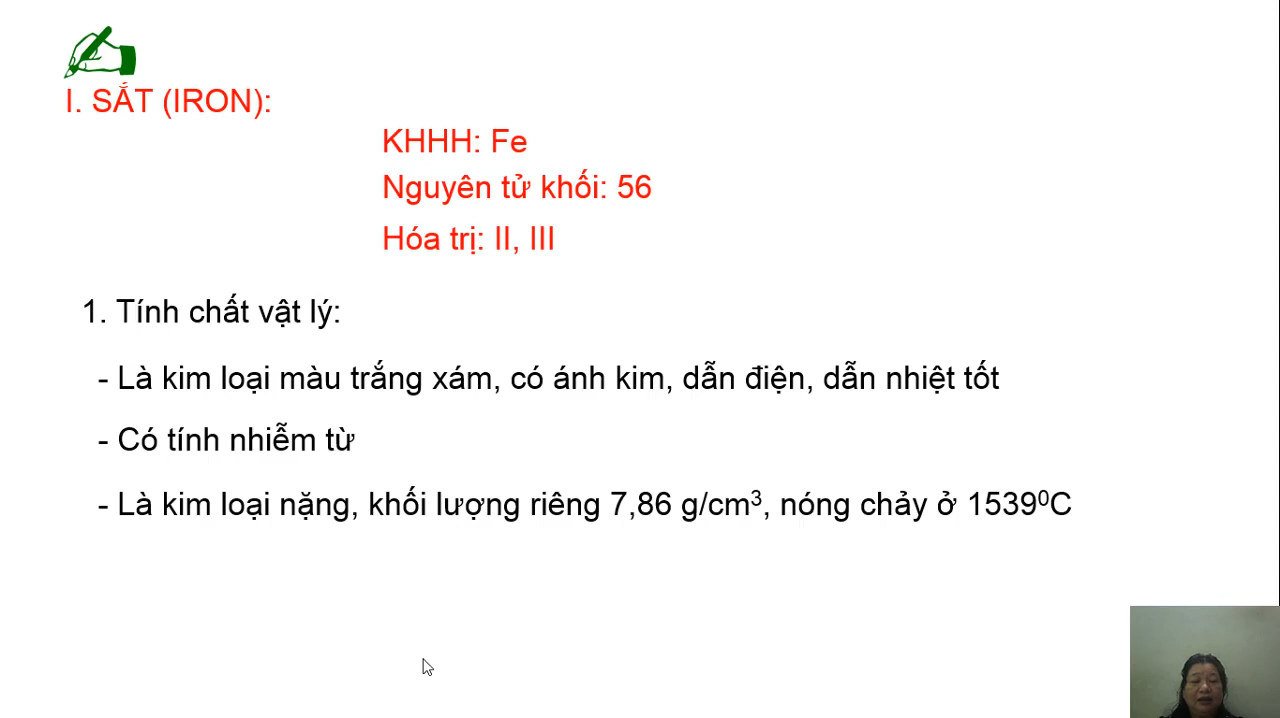 I. SẮT (IRON):
KHHH: Fe
Nguyên tử khối: 56
Hóa trị: II, III
1. Tính chất vật lý:
- Là kim loại màu trắng xám, có ánh kim, dẫn điện, dẫn nhiệt tốt
- Có tính nhiễm từ
- Là kim loại nặng, khối lượng riêng 7,86 g/cm³, nóng chảy ở 1539⁰C